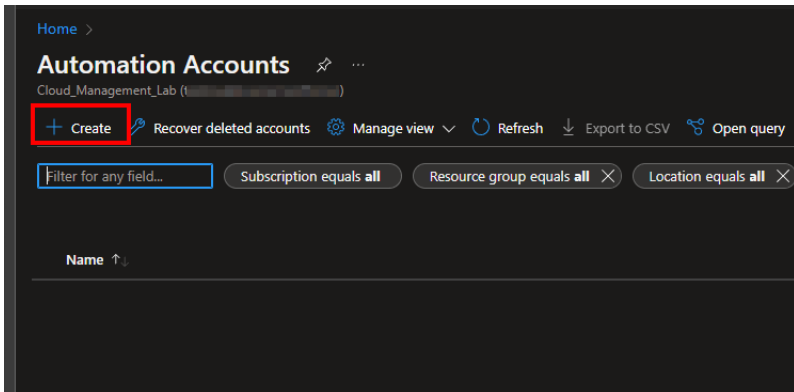 Home >
Automation Accounts ...
Cloud_Management_Lab (t )
+ Create Recover deleted accounts Manage view Refresh Export to CSV Open query
Filter for any field... Subscription equals all Resource group equals all Location equals all
Name ↑↓